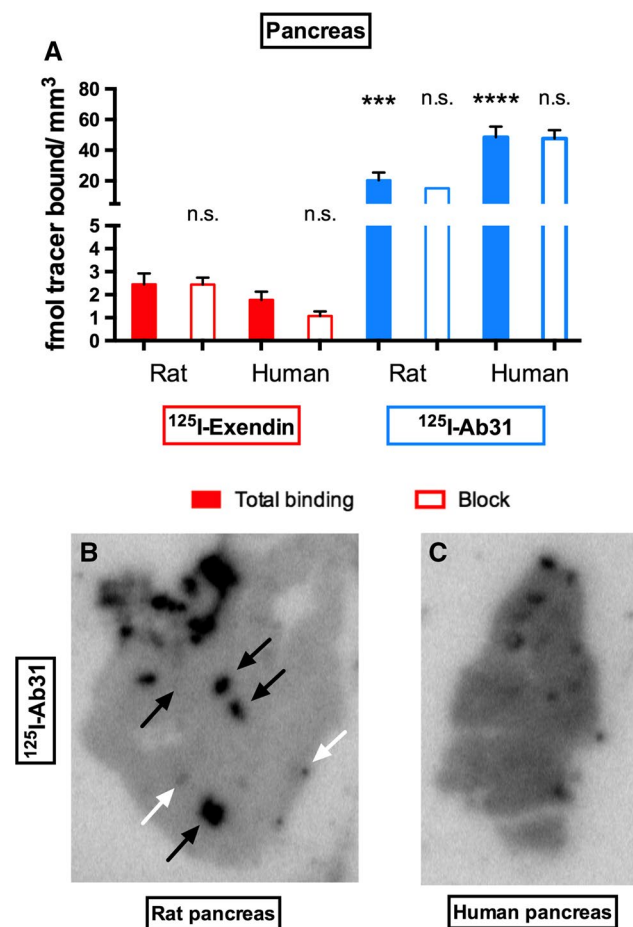 Pancreas
A
fmol tracer bound/ mm³
80
60
40
20
5
4
3
2
1
0
n.s.
n.s.
***
n.s.
****
n.s.
Rat
Human
Rat
Human
¹²⁵I-Exendin
¹²⁵I-Ab31
Total binding
Block
B
C
¹²⁵I-Ab31
Rat pancreas
Human pancreas